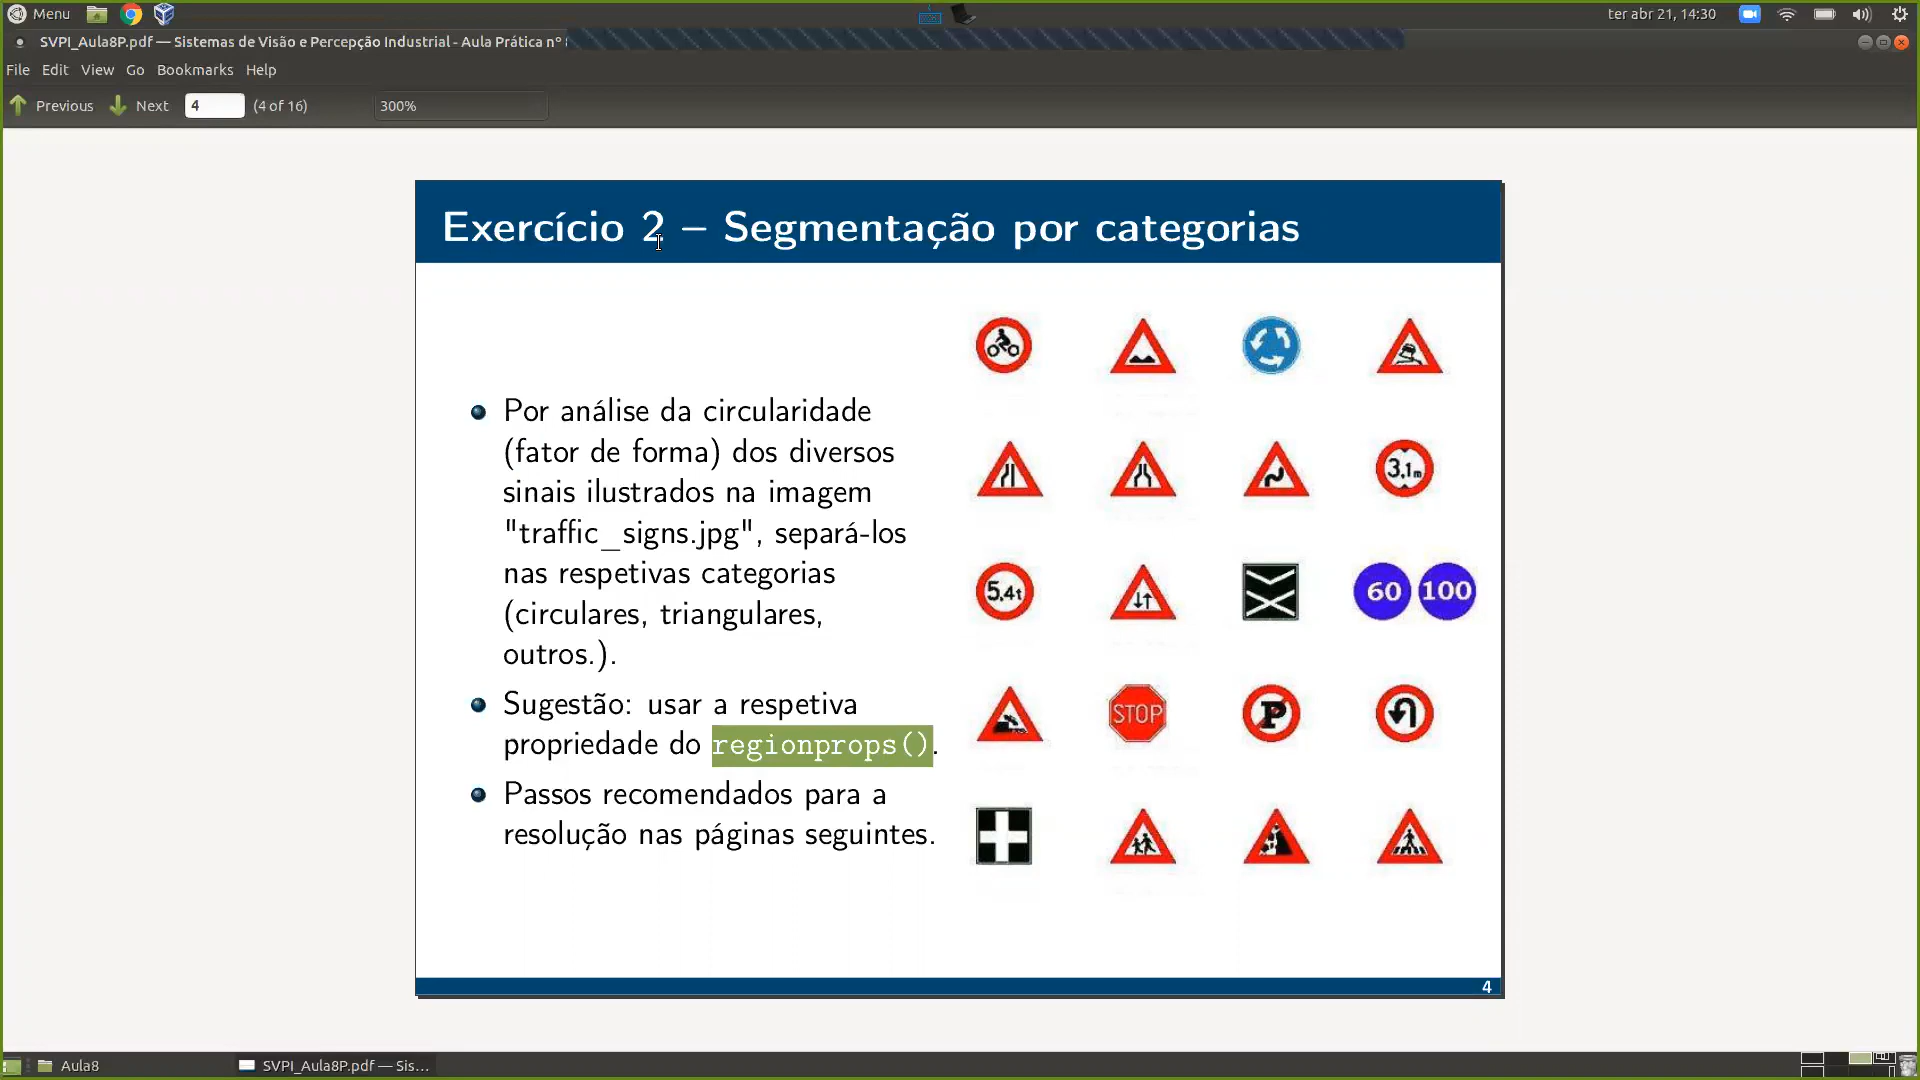 Menu
ter abr 21, 14:30
SVPI_Aula8P.pdf — Sistemas de Visão e Percepção Industrial - Aula Prática nº
File Edit View Go Bookmarks Help
Previous Next 4 (4 of 16) 300%
Exercício 2 – Segmentação por categorias
Por análise da circularidade
(fator de forma) dos diversos
sinais ilustrados na imagem
"traffic_signs.jpg", separá-los
nas respetivas categorias
(circulares, triangulares,
outros.).
Sugestão: usar a respetiva
propriedade do regionprops().
Passos recomendados para a
resolução nas páginas seguintes.
3,1m
5,4t
60 100
STOP
P
4
Aula8
SVPI_Aula8P.pdf — Sis...